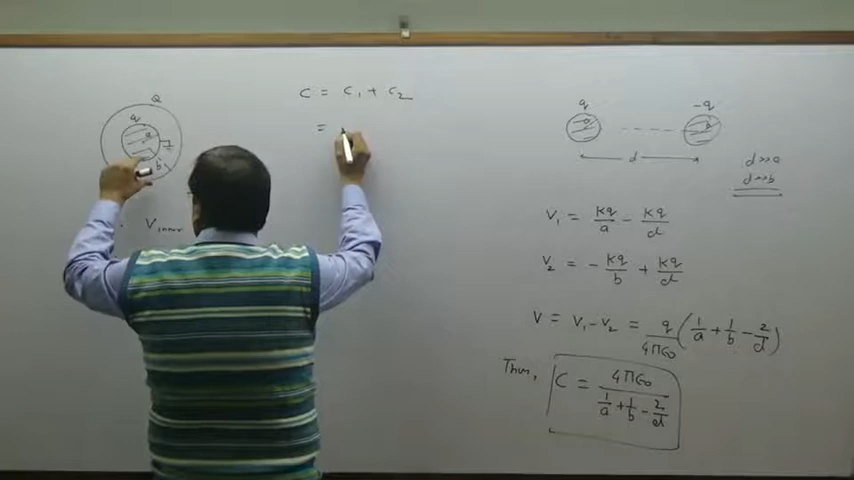 Q
q
a
b
V inner
C = C₁ + C₂
=
q -q
a b
d
d >> a
d >> b
V₁ = kq/a - kq/d
V₂ = - kq/b + kq/d
V = V₁ - V₂ = q/4πε₀ (1/a + 1/b - 2/d)
Thus, C = 4πε₀/(1/a + 1/b - 2/d)